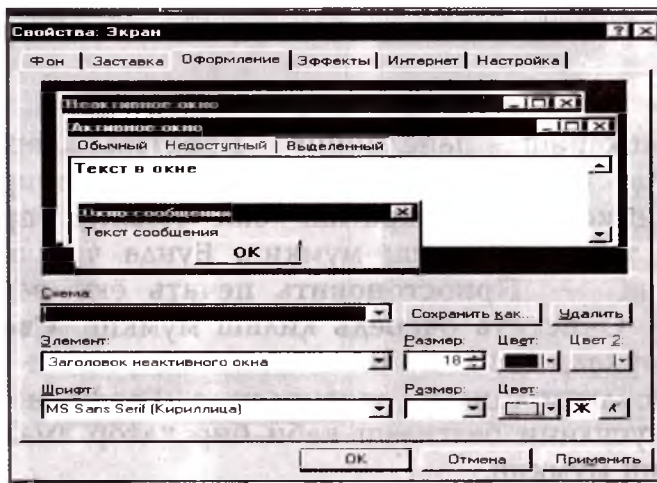 Свойства: Экран
Фон Заставка Оформление Эффекты Интернет Настройка
Неактивное окно
Активное окно
Обычный Недоступный Выделенный
Текст в окне
Окно сообщения
Текст сообщения
OK
Схема:
Сохранить как... Удалить
Элемент: Размер: Цвет: Цвет 2:
Заголовок неактивного окна 18
Шрифт: Размер: Цвет:
MS Sans Serif (Кириллица) Ж К
OK Отмена Применить